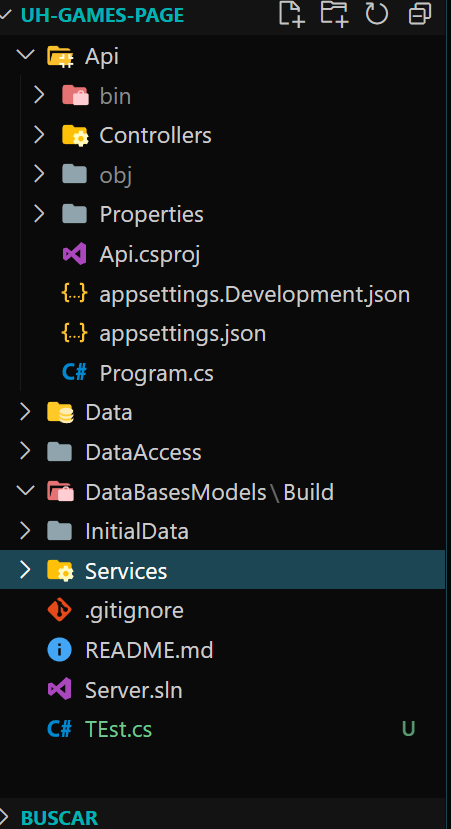 UH-GAMES-PAGE
Api
bin
Controllers
obj
Properties
Api.csproj
{..} appsettings.Development.json
{..} appsettings.json
C# Program.cs
Data
DataAccess
DataBasesModels\Build
InitialData
Services
.gitignore
README.md
Server.sln
C# TEst.cs U
BUSCAR